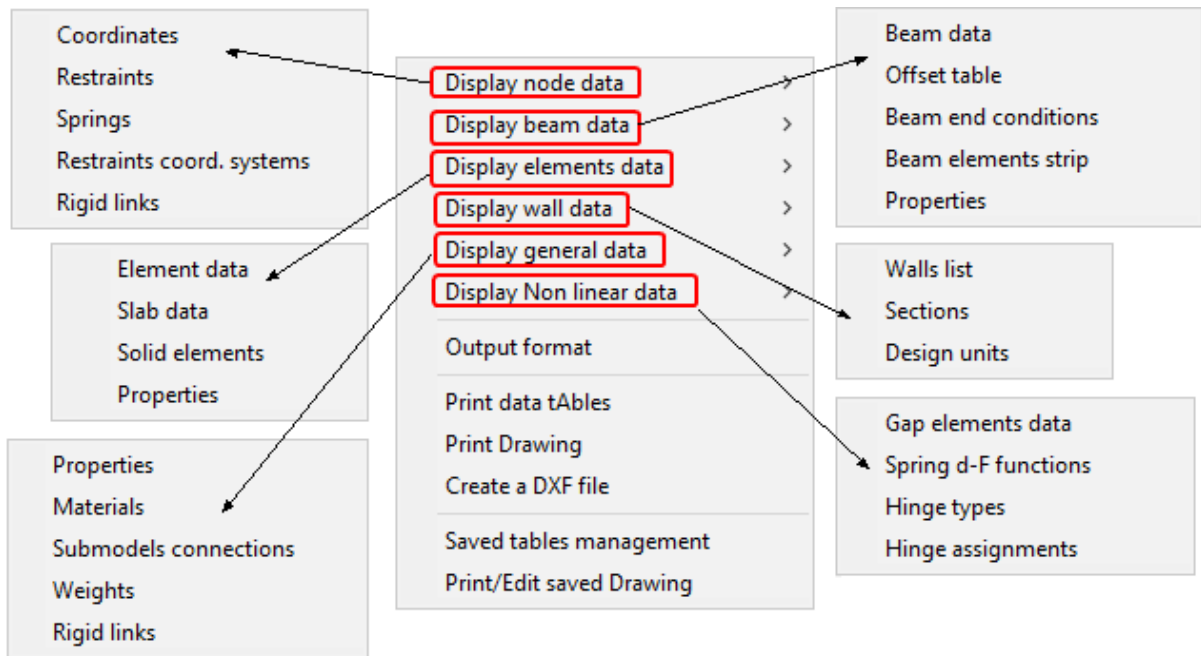 Coordinates
Restraints
Springs
Restraints coord. systems
Rigid links
Element data
Slab data
Solid elements
Properties
Properties
Materials
Submodels connections
Weights
Rigid links
Display node data
Display beam data
Display elements data
Display wall data
Display general data
Display Non linear data
Output format
Print data tAbles
Print Drawing
Create a DXF file
Saved tables management
Print/Edit saved Drawing
Beam data
Offset table
Beam end conditions
Beam elements strip
Properties
Walls list
Sections
Design units
Gap elements data
Spring d-F functions
Hinge types
Hinge assignments